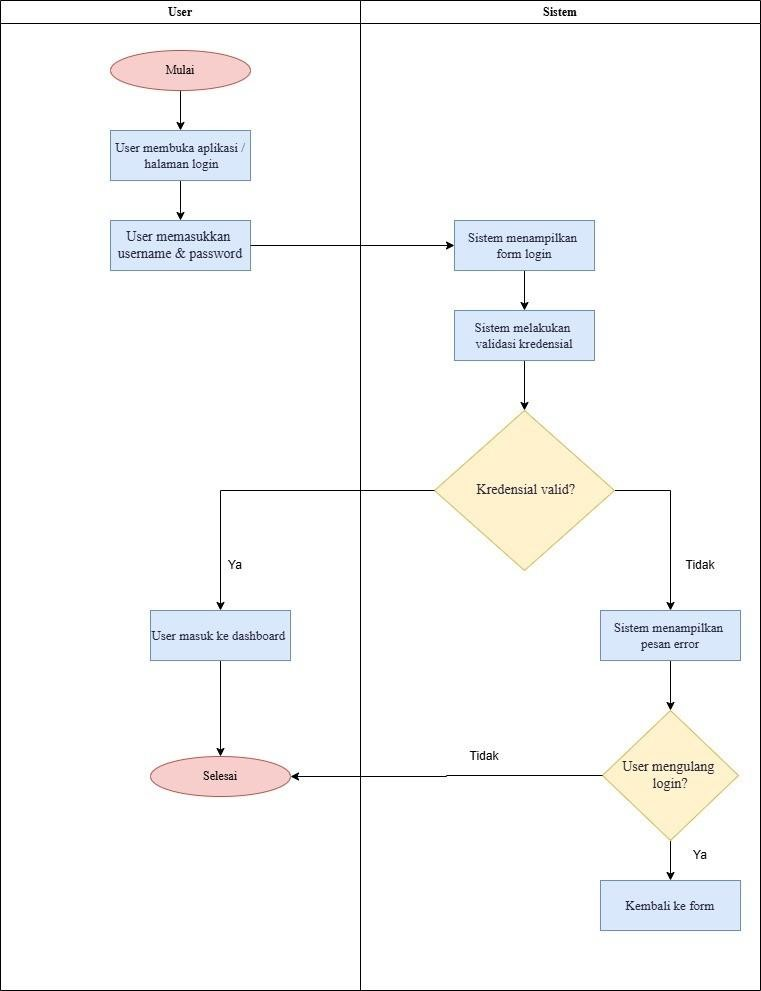 User
Sistem
Mulai
User membuka aplikasi /
halaman login
User memasukkan
username & password
Sistem menampilkan
form login
Sistem melakukan
validasi kredensial
Kredensial valid?
Ya
Tidak
User masuk ke dashboard
Sistem menampilkan
pesan error
Tidak
User mengulang
login?
Selesai
Ya
Kembali ke form